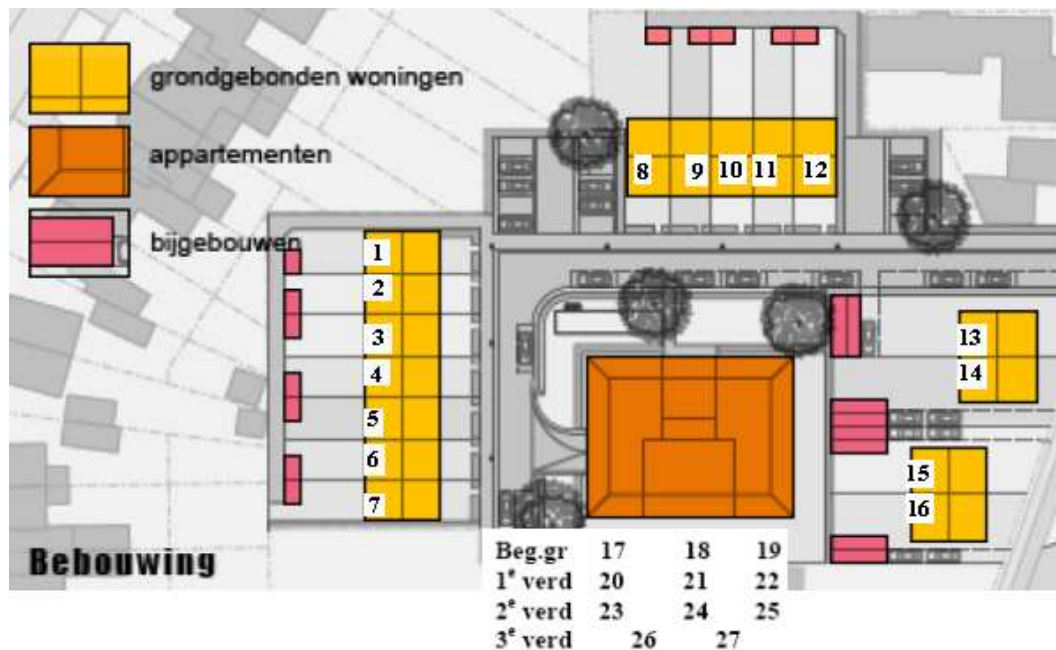 grondgebonden woningen
appartementen
bijgebouwen
8 9 10 11 12
1
2
3
4
5
6
7
13
14
15
16
Bebouwing
Beg.gr 17 18 19
1e verd 20 21 22
2e verd 23 24 25
3e verd 26 27